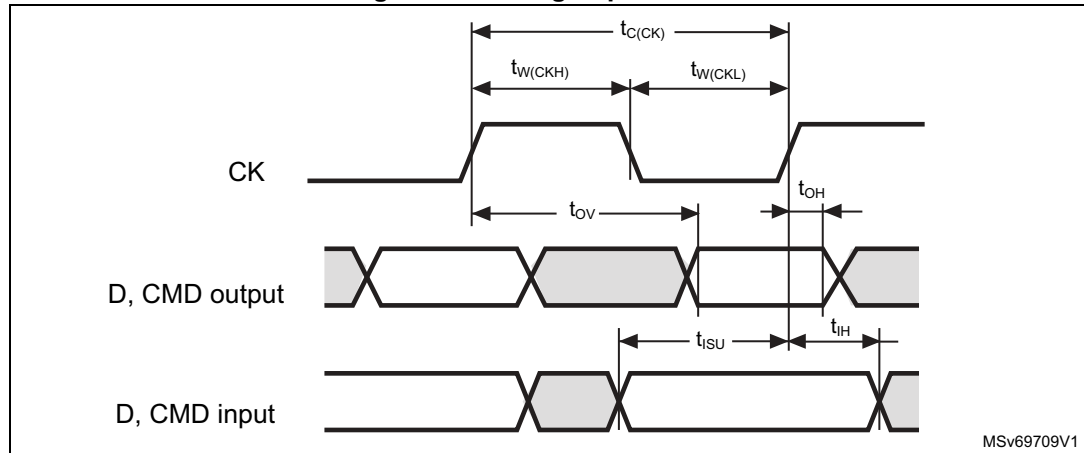 tC(CK)
tW(CKH) tW(CKL)
CK
tOH
tOV
D, CMD output
tISU tIH
D, CMD input
MSv69709V1